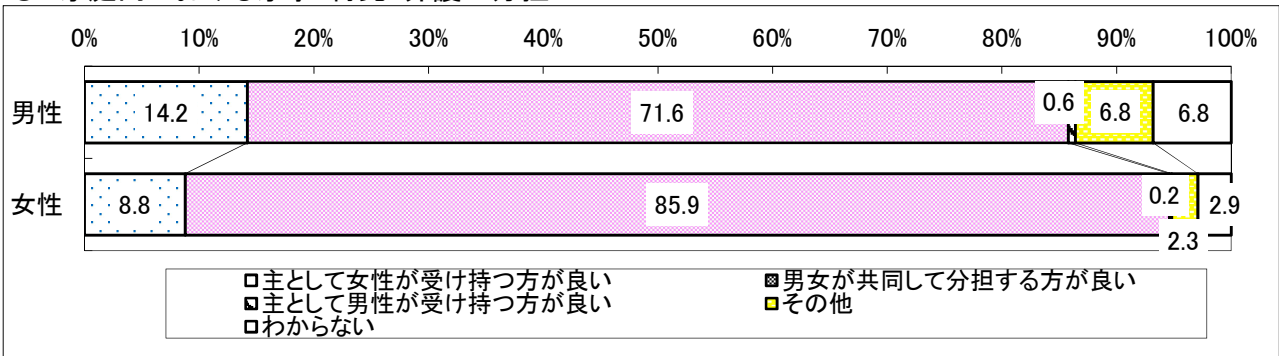 0% 10% 20% 30% 40% 50% 60% 70% 80% 90% 100%
男性 14.2 71.6 0.6 6.8 6.8
女性 8.8 85.9 0.2 2.3 2.9
主として女性が受け持つ方が良い 男女が共同して分担する方が良い
主として男性が受け持つ方が良い その他
わからない